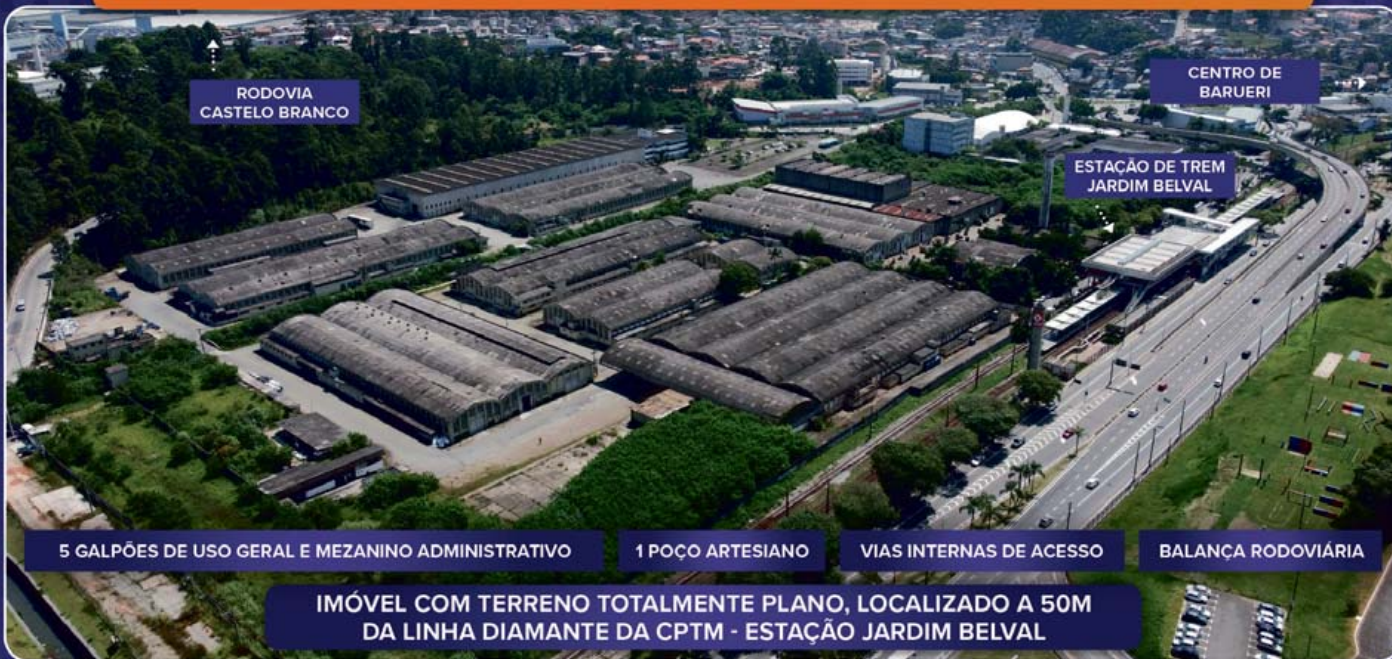 RODOVIA
CASTELO BRANCO
CENTRO DE
BARUERI
ESTAÇÃO DE TREM
JARDIM BELVAL
5 GALPÕES DE USO GERAL E MEZANINO ADMINISTRATIVO
1 POÇO ARTESIANO
VIAS INTERNAS DE ACESSO
BALANÇA RODOVIÁRIA
IMÓVEL COM TERRENO TOTALMENTE PLANO, LOCALIZADO A 50M
DA LINHA DIAMANTE DA CPTM - ESTAÇÃO JARDIM BELVAL